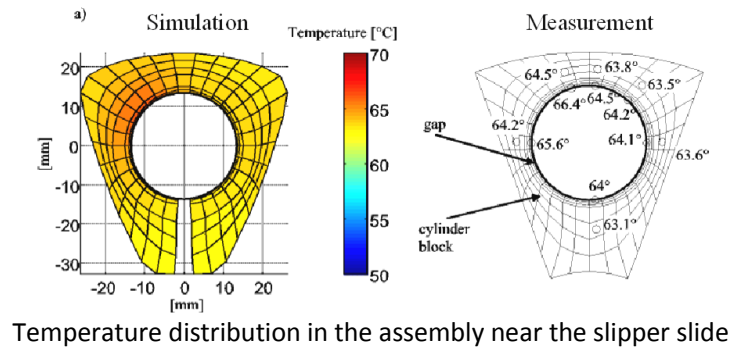 a) Simulation
Temperature [°C]
Measurement
20
10
0
-10
-20
-30
[mm]
-20 -10 0 10 20
[mm]
70
65
60
55
50
63.8°
64.5°
63.5°
66.4° 64.5°
64.2°
64.2°
65.6°
64.1°
63.6°
gap
64°
63.1°
cylinder
block
Temperature distribution in the assembly near the slipper slide